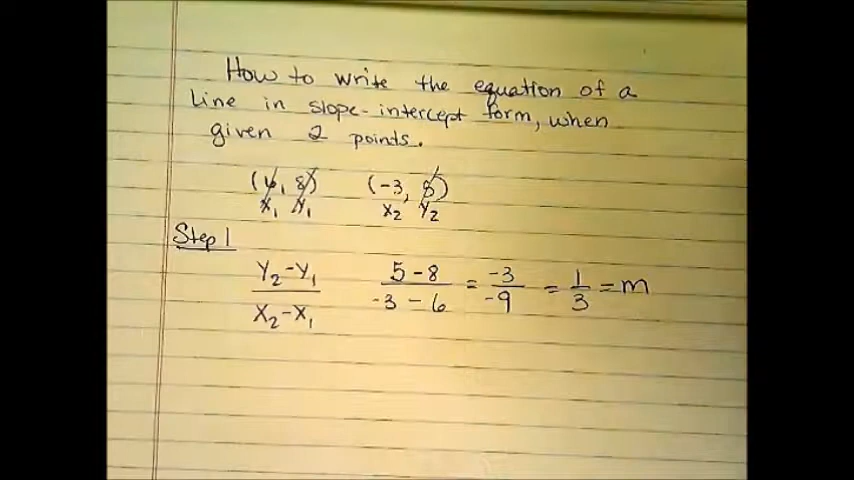 How to write the equation of a
Line in slope-intercept form, when
given 2 points.
(6, 8) (-3, 8)
X₁ Y₁ X₂ Y₂
Step 1
Y₂-Y₁ / X₂-X₁ 5-8 / -3-6 = -3 / -9 = 1/3 = m